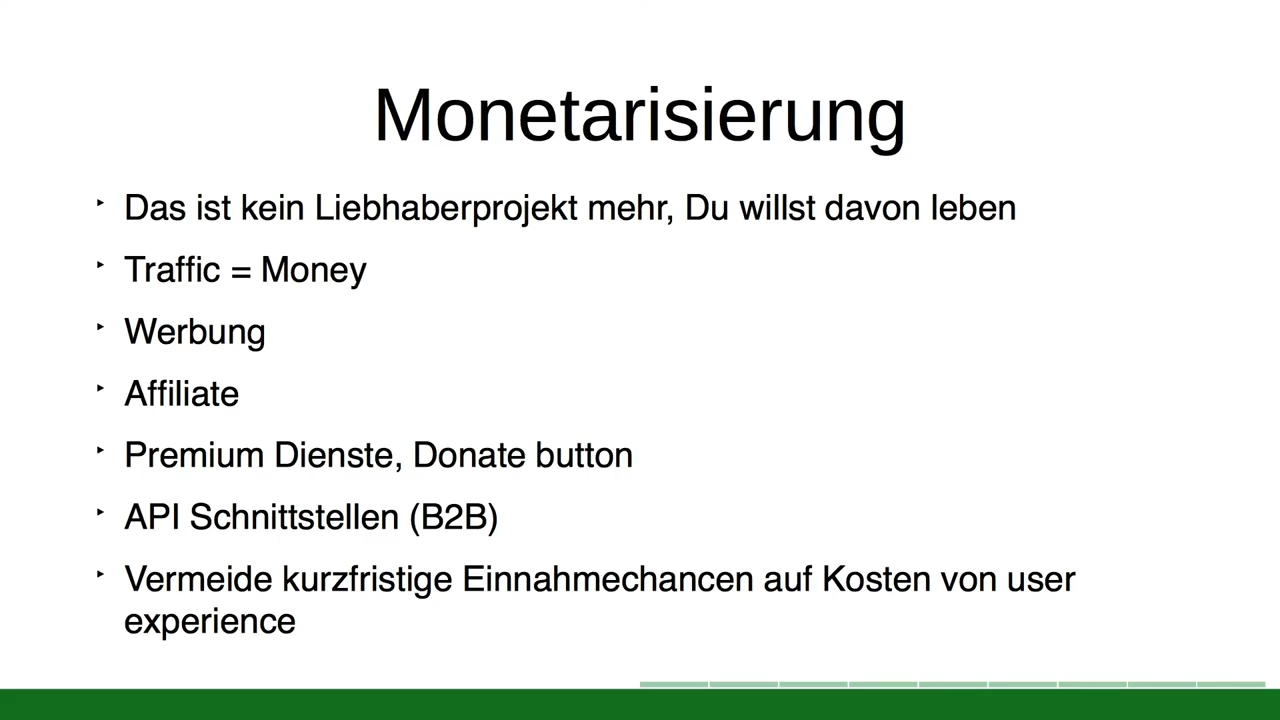 Monetarisierung
‣ Das ist kein Liebhaberprojekt mehr, Du willst davon leben
‣ Traffic = Money
‣ Werbung
‣ Affiliate
‣ Premium Dienste, Donate button
‣ API Schnittstellen (B2B)
‣ Vermeide kurzfristige Einnahmechancen auf Kosten von user
experience